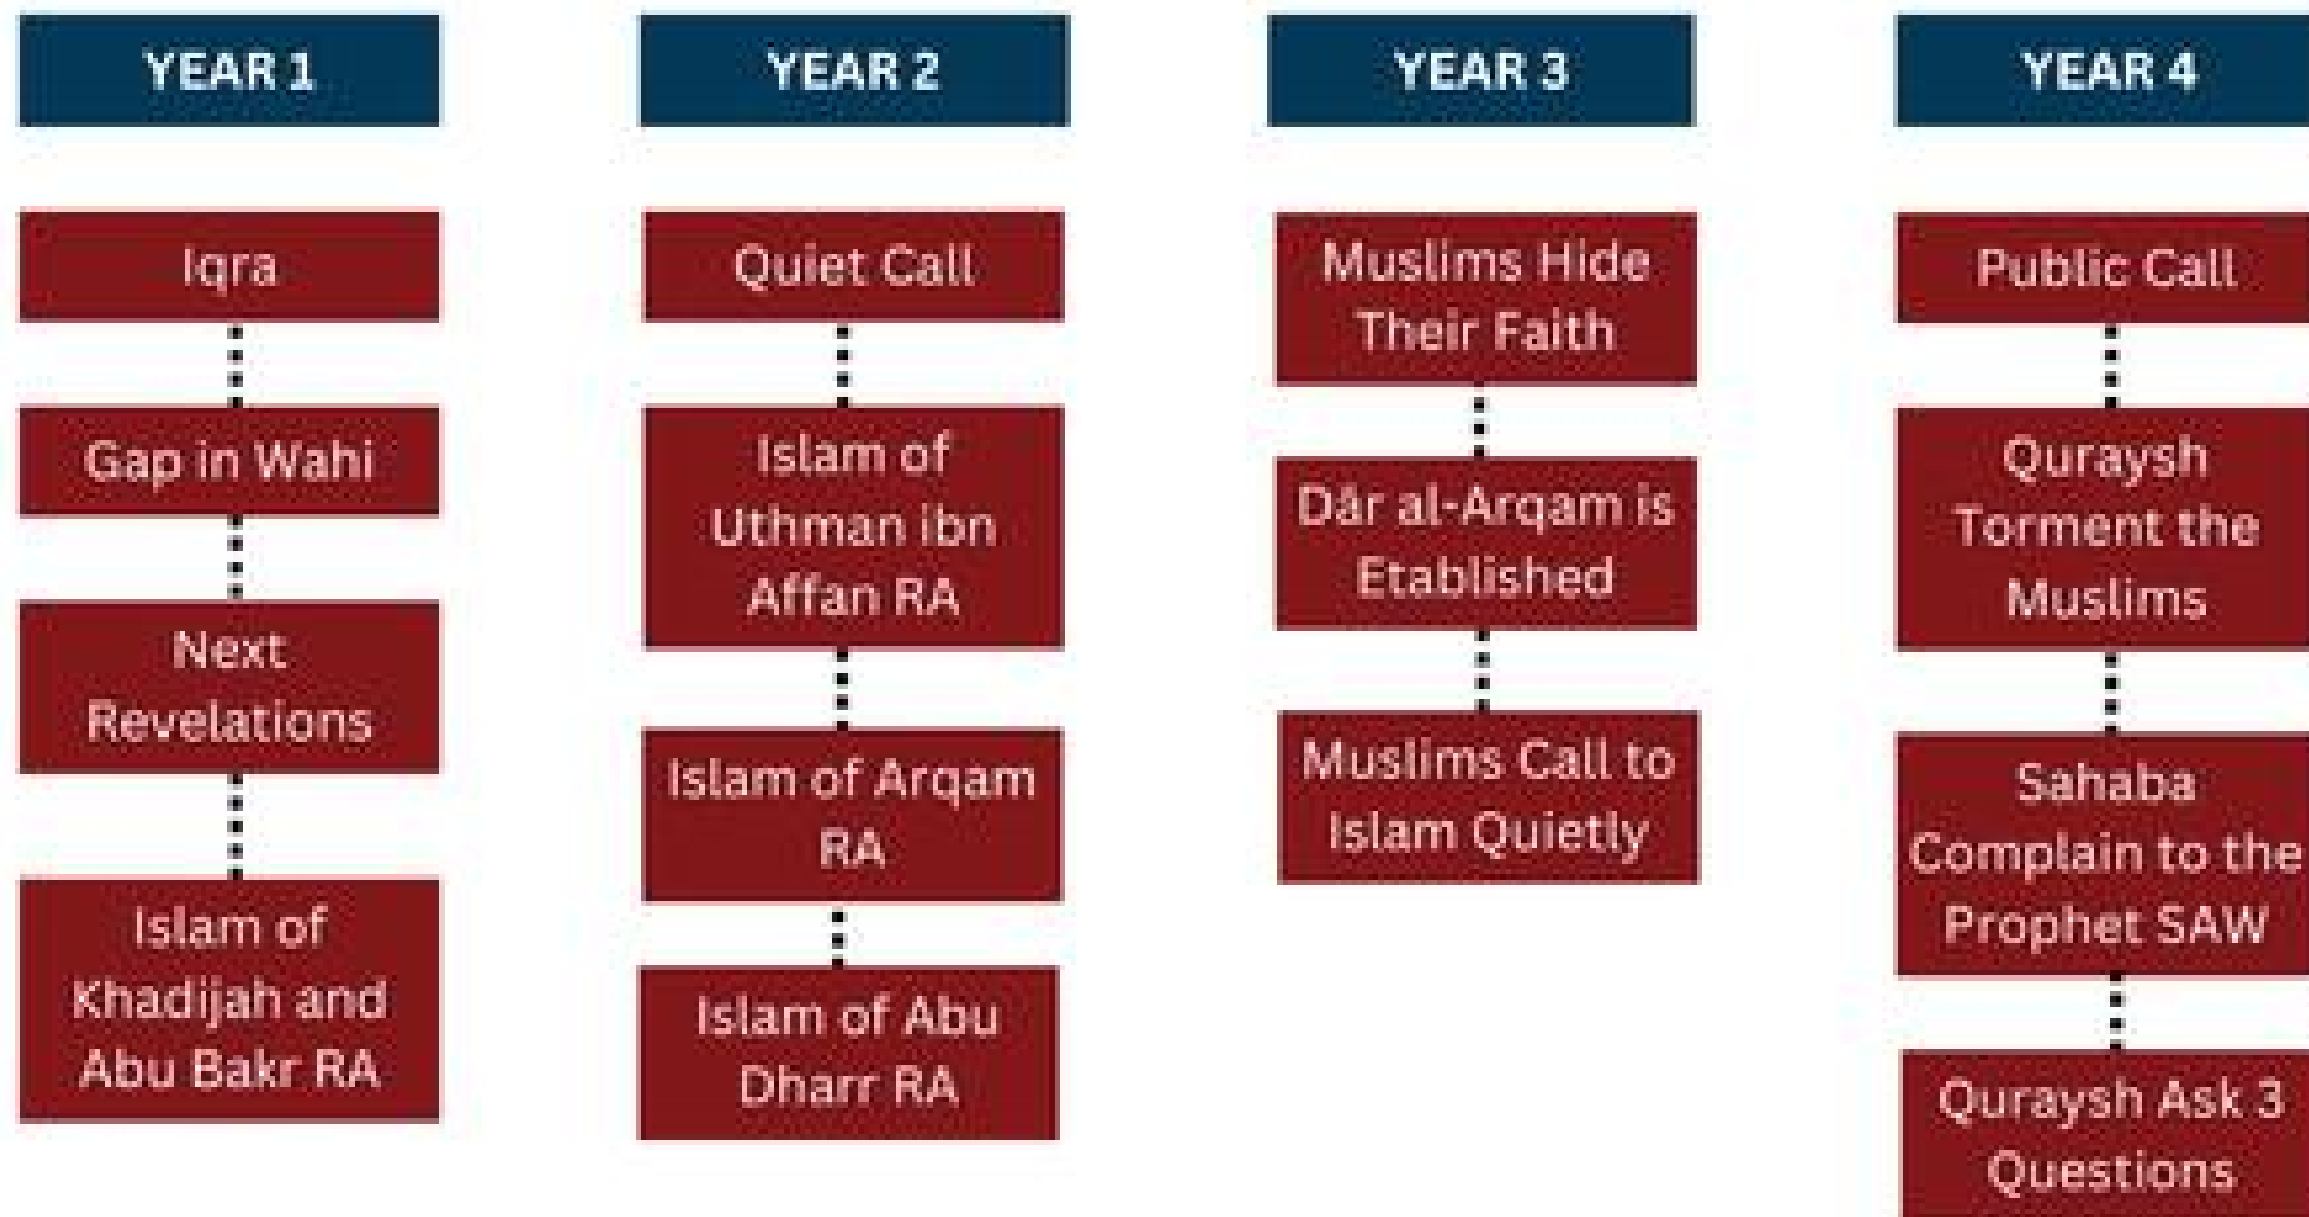 YEAR 1
Iqra
Gap in Wahi
Next
Revelations
Islam of
Khadijah and
Abu Bakr RA
YEAR 2
Quiet Call
Islam of
Uthman ibn
Affan RA
Islam of Arqam
RA
Islam of Abu
Dharr RA
YEAR 3
Muslims Hide
Their Faith
Dâr al-Arqam is
Etablished
Muslims Call to
Islam Quietly
YEAR 4
Public Call
Quraysh
Torment the
Muslims
Sahaba
Complain to the
Prophet SAW
Quraysh Ask 3
Questions